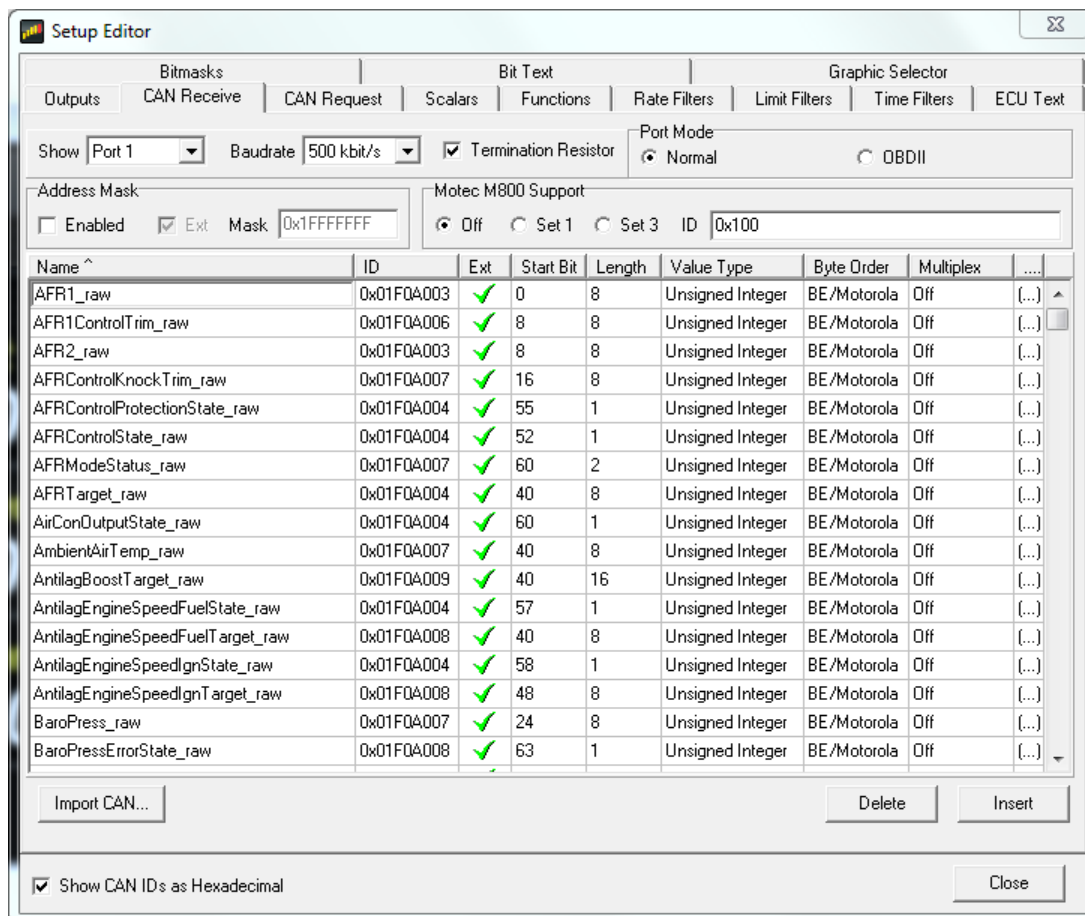 Setup Editor
Bitmasks Bit Text Graphic Selector
Outputs CAN Receive CAN Request Scalars Functions Rate Filters Limit Filters Time Filters ECU Text
Port Mode
Show Port 1 Baudrate 500 kbit/s Termination Resistor Normal OBDII
Address Mask Motec M800 Support
Enabled Ext Mask 0x1FFFFFFF Off Set 1 Set 3 ID 0x100
Name ^ ID Ext Start Bit Length Value Type Byte Order Multiplex ....
AFR1_raw 0x01F0A003 0 8 Unsigned Integer BE/Motorola Off (...)
AFR1ControlTrim_raw 0x01F0A006 8 8 Unsigned Integer BE/Motorola Off (...)
AFR2_raw 0x01F0A003 8 8 Unsigned Integer BE/Motorola Off (...)
AFRControlKnockTrim_raw 0x01F0A007 16 8 Unsigned Integer BE/Motorola Off (...)
AFRControlProtectionState_raw 0x01F0A004 55 1 Unsigned Integer BE/Motorola Off (...)
AFRControlState_raw 0x01F0A004 52 1 Unsigned Integer BE/Motorola Off (...)
AFRModeStatus_raw 0x01F0A007 60 2 Unsigned Integer BE/Motorola Off (...)
AFRTarget_raw 0x01F0A004 40 8 Unsigned Integer BE/Motorola Off (...)
AirConOutputState_raw 0x01F0A004 60 1 Unsigned Integer BE/Motorola Off (...)
AmbientAirTemp_raw 0x01F0A007 40 8 Unsigned Integer BE/Motorola Off (...)
AntilagBoostTarget_raw 0x01F0A009 40 16 Unsigned Integer BE/Motorola Off (...)
AntilagEngineSpeedFuelState_raw 0x01F0A004 57 1 Unsigned Integer BE/Motorola Off (...)
AntilagEngineSpeedFuelTarget_raw 0x01F0A008 40 8 Unsigned Integer BE/Motorola Off (...)
AntilagEngineSpeedIgnState_raw 0x01F0A004 58 1 Unsigned Integer BE/Motorola Off (...)
AntilagEngineSpeedIgnTarget_raw 0x01F0A008 48 8 Unsigned Integer BE/Motorola Off (...)
BaroPress_raw 0x01F0A007 24 8 Unsigned Integer BE/Motorola Off (...)
BaroPressErrorState_raw 0x01F0A008 63 1 Unsigned Integer BE/Motorola Off (...)
Import CAN... Delete Insert
Show CAN IDs as Hexadecimal Close